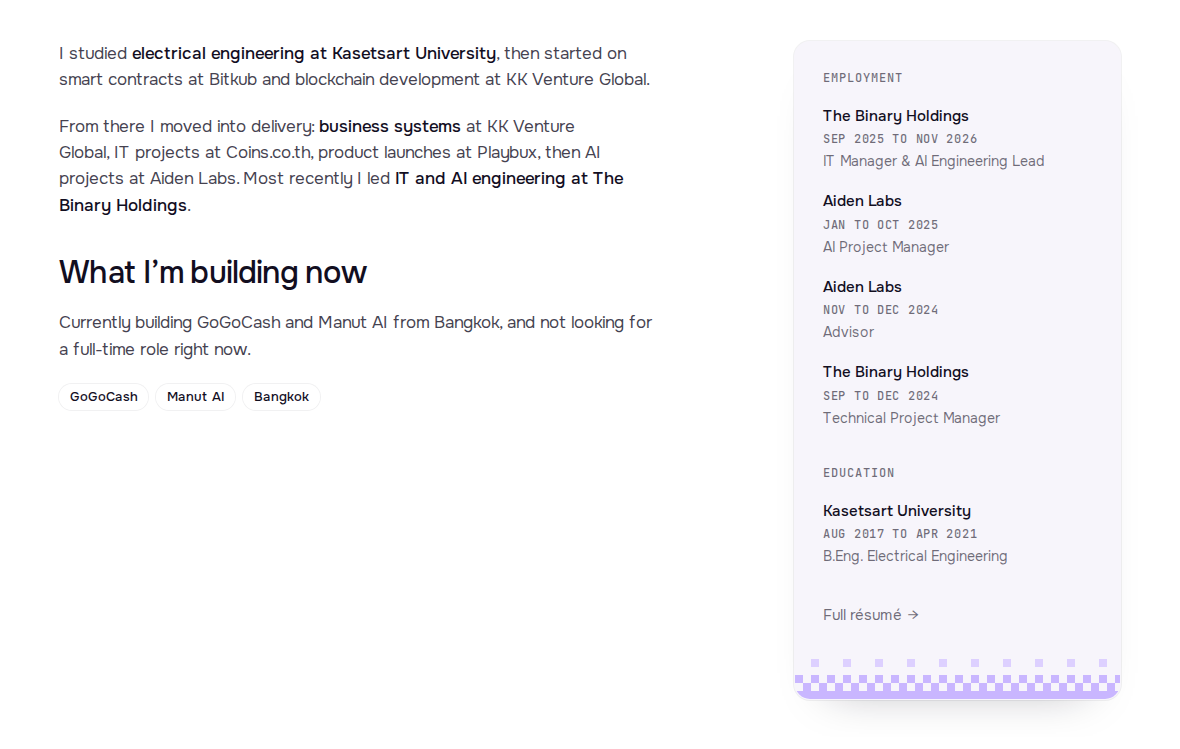 I studied electrical engineering at Kasetsart University, then started on
smart contracts at Bitkub and blockchain development at KK Venture Global.
From there I moved into delivery: business systems at KK Venture
Global, IT projects at Coins.co.th, product launches at Playbux, then AI
projects at Aiden Labs. Most recently I led IT and AI engineering at The
Binary Holdings.
What I’m building now
Currently building GoGoCash and Manut AI from Bangkok, and not looking for
a full-time role right now.
GoGoCash
Manut AI
Bangkok
EMPLOYMENT
The Binary Holdings
SEP 2025 TO NOV 2026
IT Manager & AI Engineering Lead
Aiden Labs
JAN TO OCT 2025
AI Project Manager
Aiden Labs
NOV TO DEC 2024
Advisor
The Binary Holdings
SEP TO DEC 2024
Technical Project Manager
EDUCATION
Kasetsart University
AUG 2017 TO APR 2021
B.Eng. Electrical Engineering
Full résumé →